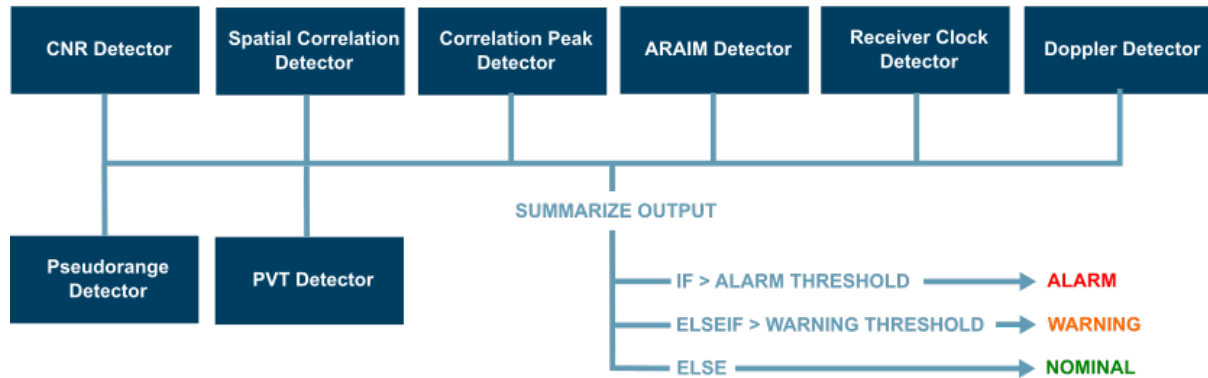 CNR Detector
Spatial Correlation
Detector
Correlation Peak
Detector
ARAIM Detector
Receiver Clock
Detector
Doppler Detector
SUMMARIZE OUTPUT
Pseudorange
Detector
PVT Detector
IF > ALARM THRESHOLD ALARM
ELSEIF > WARNING THRESHOLD WARNING
ELSE NOMINAL